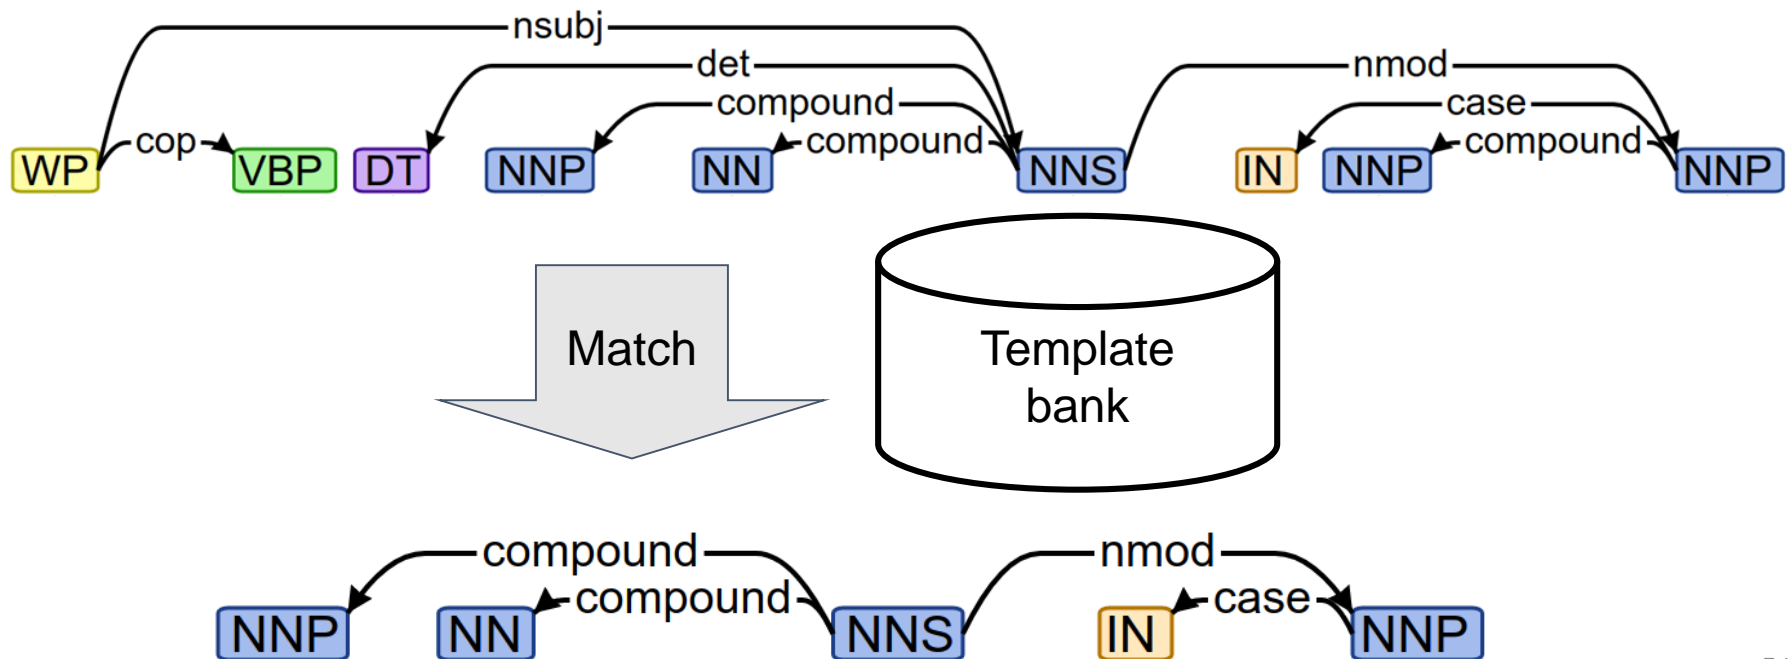 nsubj
det
nmod
compound
case
cop
compound
compound
WP VBP DT NNP NN NNS IN NNP NNP
Match
Template
bank
compound
nmod
compound
case
NNP NN NNS IN NNP